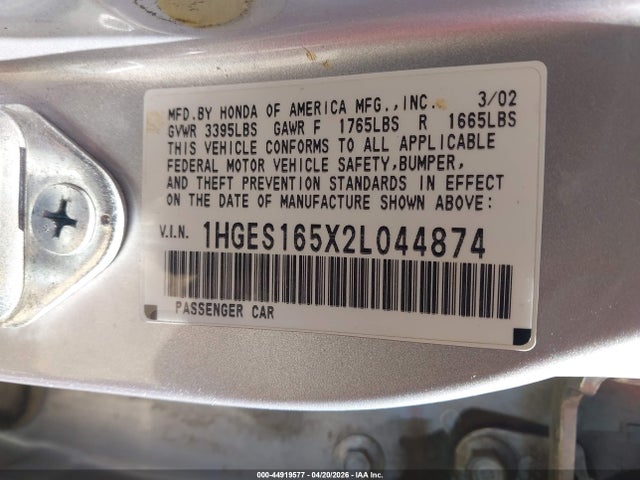 MFD.BY HONDA OF AMERICA MFG.,INC. 3/02
GVWR 3395LBS GAWR F 1765LBS R 1665LBS
THIS VEHICLE CONFORMS TO ALL APPLICABLE
FEDERAL MOTOR VEHICLE SAFETY,BUMPER,
AND THEFT PREVENTION STANDARDS IN EFFECT
ON THE DATE OF MANUFACTURE SHOWN ABOVE:
V.I.N. 1HGES165X2L044874
PASSENGER CAR
000-44919577 - 04/20/2026 - IAA Inc.